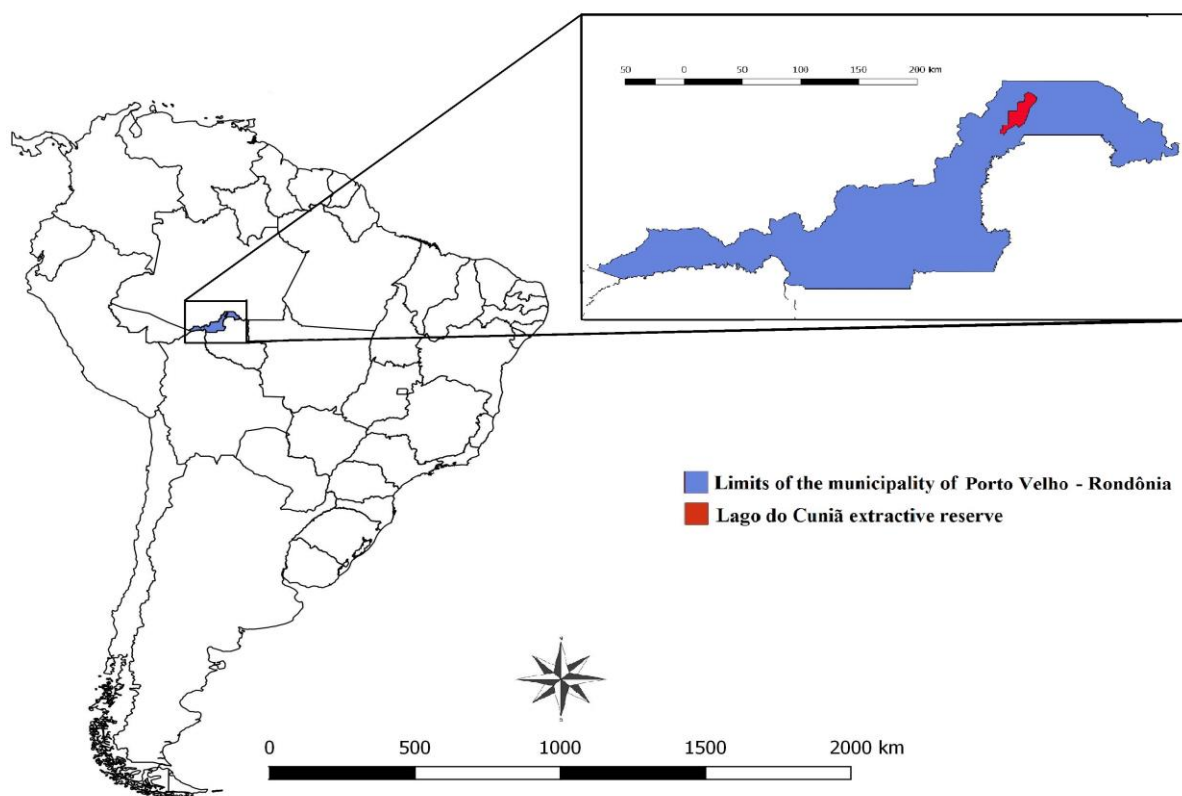 50 0 50 100 150 200 km
Limits of the municipality of Porto Velho - Rondônia
Lago do Cuniã extractive reserve
0 500 1000 1500 2000 km